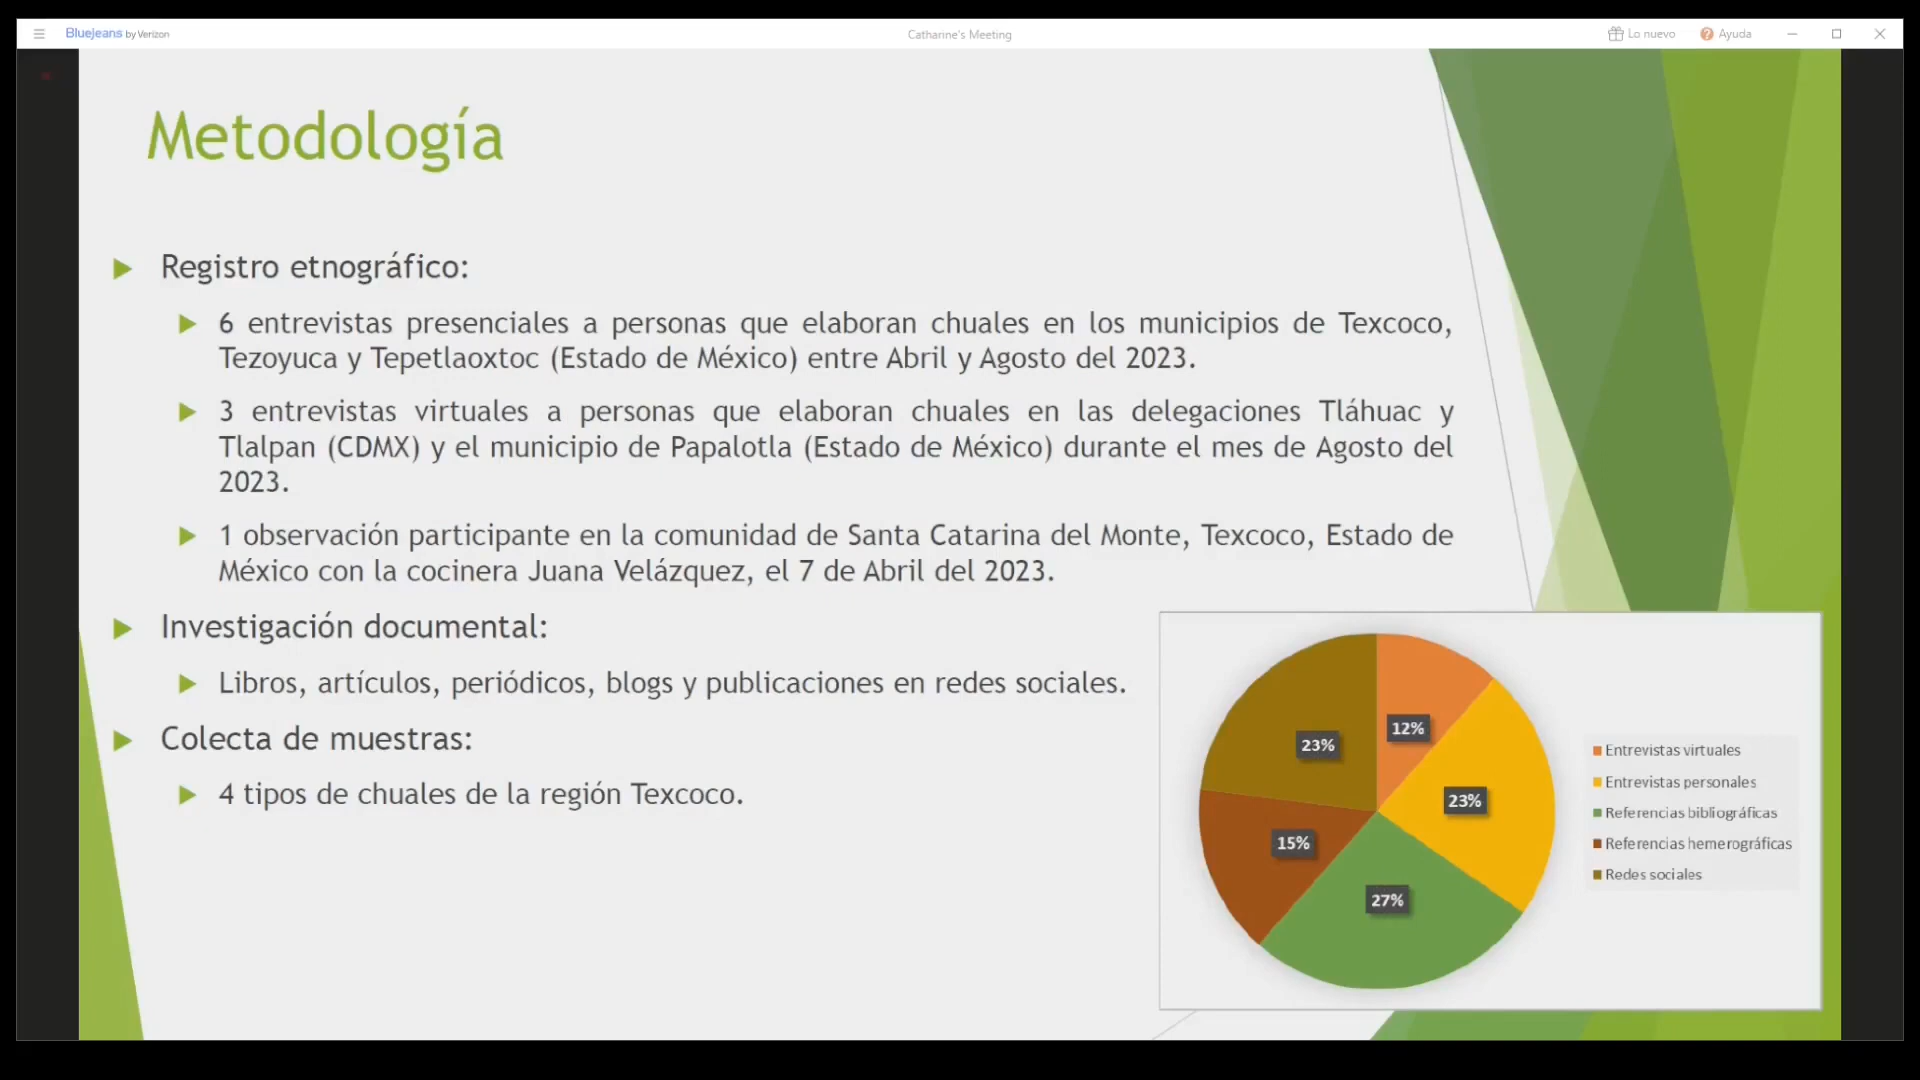 Bluejeans by Verizon
Catharine's Meeting
Lo nuevo
? Ayuda
Metodología
Registro etnográfico:
6 entrevistas presenciales a personas que elaboran chuales en los municipios de Texcoco,
Tezoyuca y Tepetlaoxtoc (Estado de México) entre Abril y Agosto del 2023.
3 entrevistas virtuales a personas que elaboran chuales en las delegaciones Tláhuac y
Tlalpan (CDMX) y el municipio de Papalotla (Estado de México) durante el mes de Agosto del
2023.
1 observación participante en la comunidad de Santa Catarina del Monte, Texcoco, Estado de
México con la cocinera Juana Velázquez, el 7 de Abril del 2023.
Investigación documental:
Libros, artículos, periódicos, blogs y publicaciones en redes sociales.
Colecta de muestras:
4 tipos de chuales de la región Texcoco.
12%
23%
23%
15%
27%
Entrevistas virtuales
Entrevistas personales
Referencias bibliográficas
Referencias hemerográficas
Redes sociales